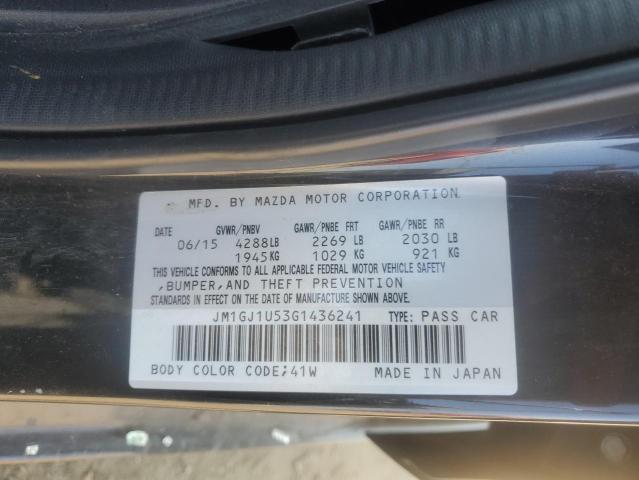 MFD. BY MAZDA MOTOR CORPORATION
DATE GVWR/PNBV GAWR/PNBE FRT GAWR/PNBE RR
06/15 4288LB 2269 LB 2030 LB
1945KG 1029 KG 921 KG
THIS VEHICLE CONFORMS TO ALL APPLICABLE FEDERAL MOTOR VEHICLE SAFETY
,BUMPER,AND THEFT PREVENTION
STANDARDS IN EFFECT ON THE DATE OF MANUFACTURE SHOWN ABOVE.
JM1GJ1U53G1436241 TYPE: PASS CAR
BODY COLOR CODE;41W MADE IN JAPAN